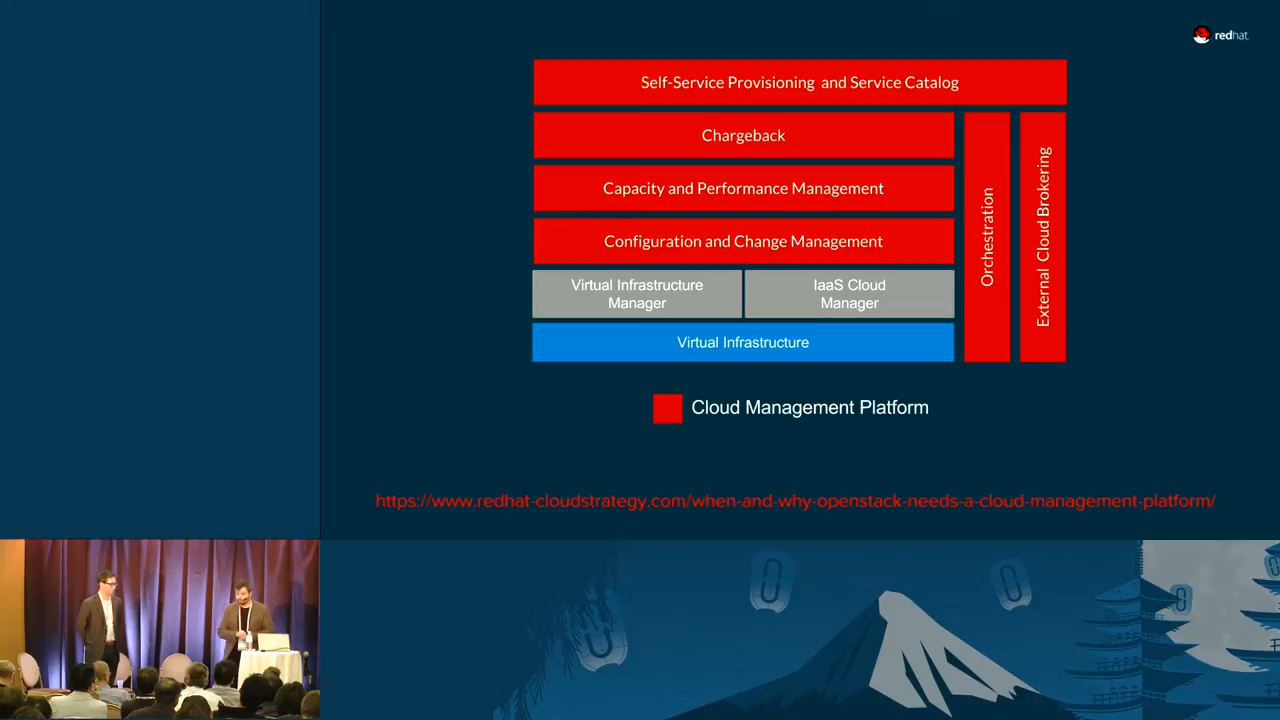 redhat.
Self-Service Provisioning and Service Catalog
Chargeback
Capacity and Performance Management
Configuration and Change Management
Virtual Infrastructure
Manager
IaaS Cloud
Manager
Virtual Infrastructure
Orchestration
External Cloud Brokering
Cloud Management Platform
https://www.redhat-cloudstrategy.com/when-and-why-openstack-needs-a-cloud-management-platform/